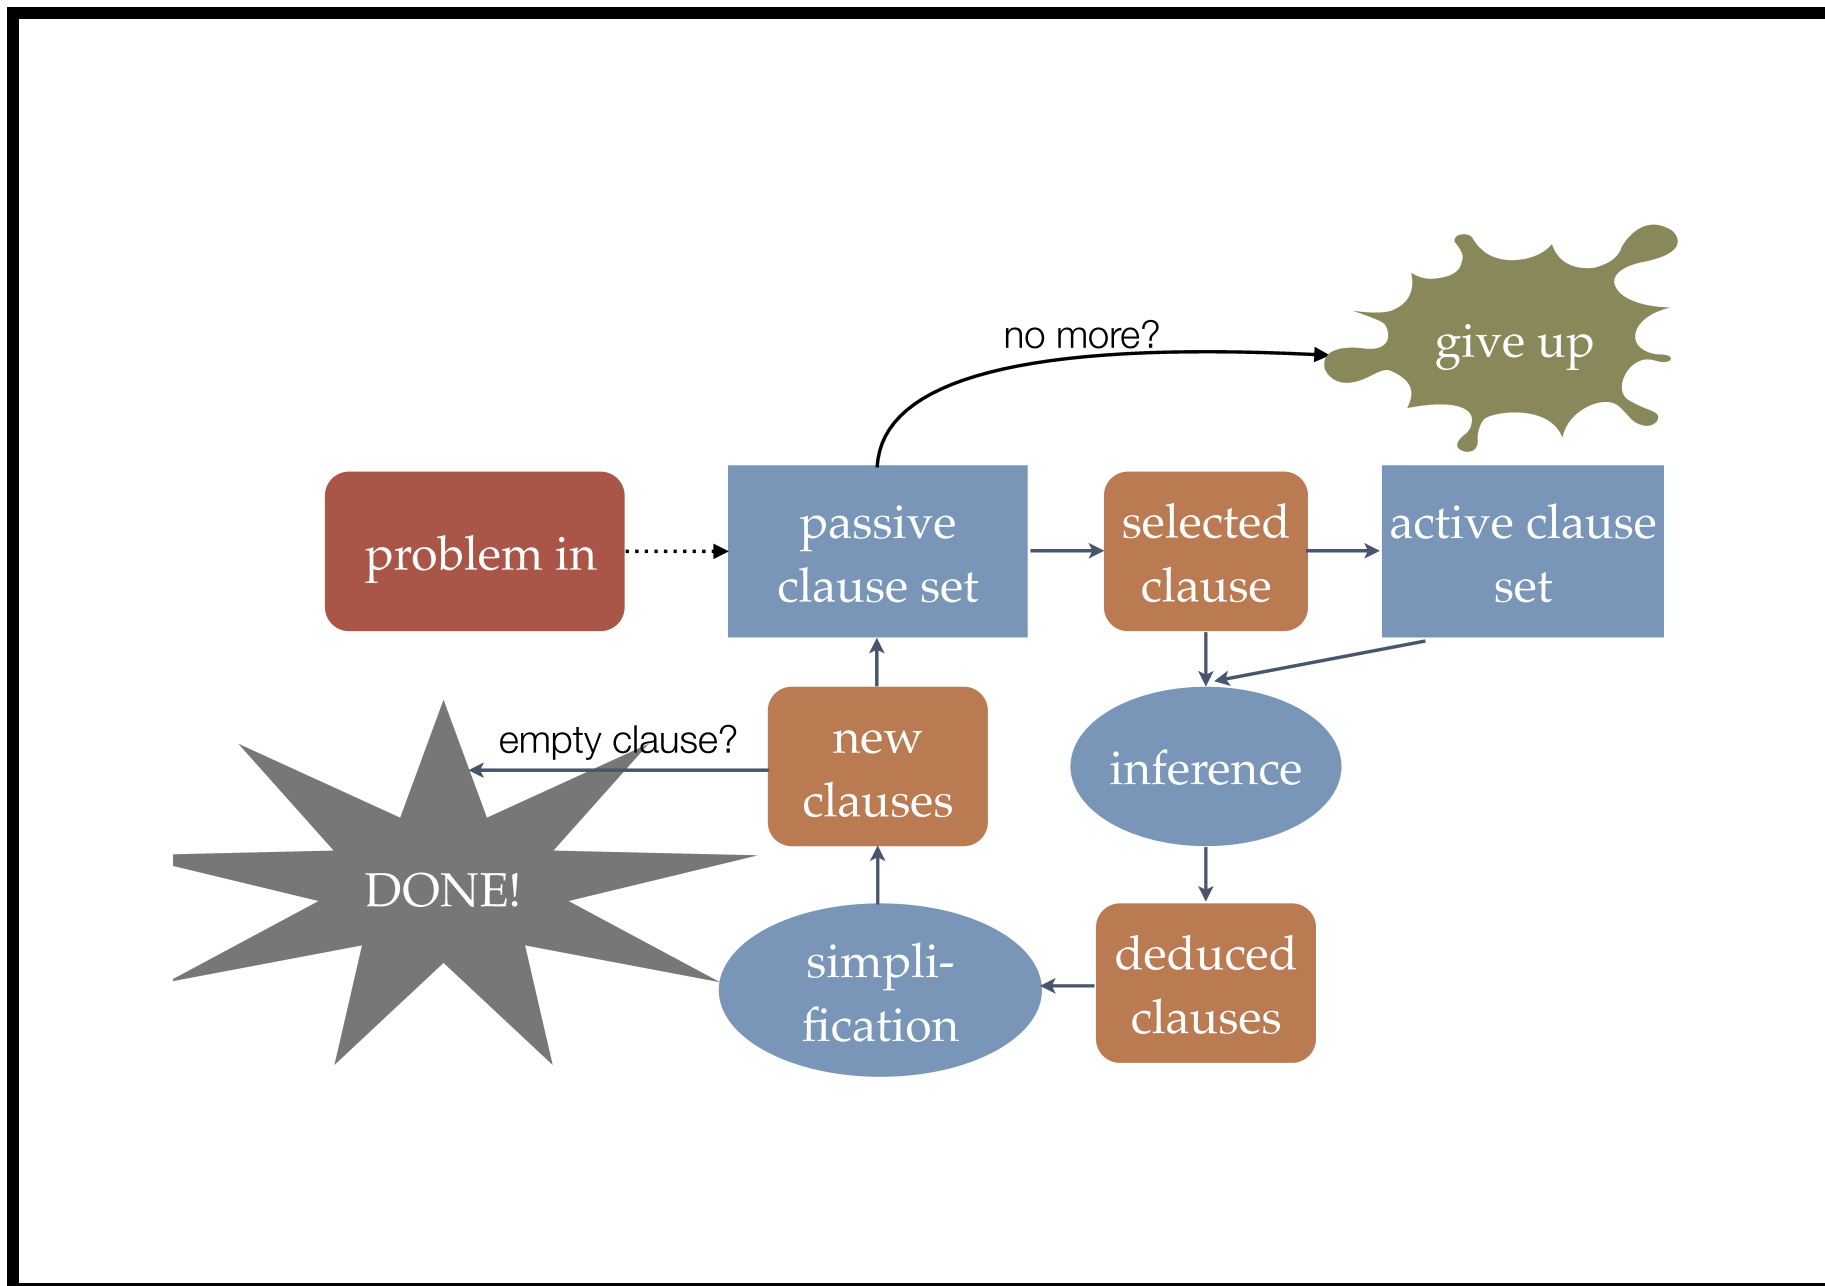 no more?
give up
problem in
passive
clause set
selected
clause
active clause
set
empty clause?
new
clauses
inference
DONE!
simpli-
fication
deduced
clauses